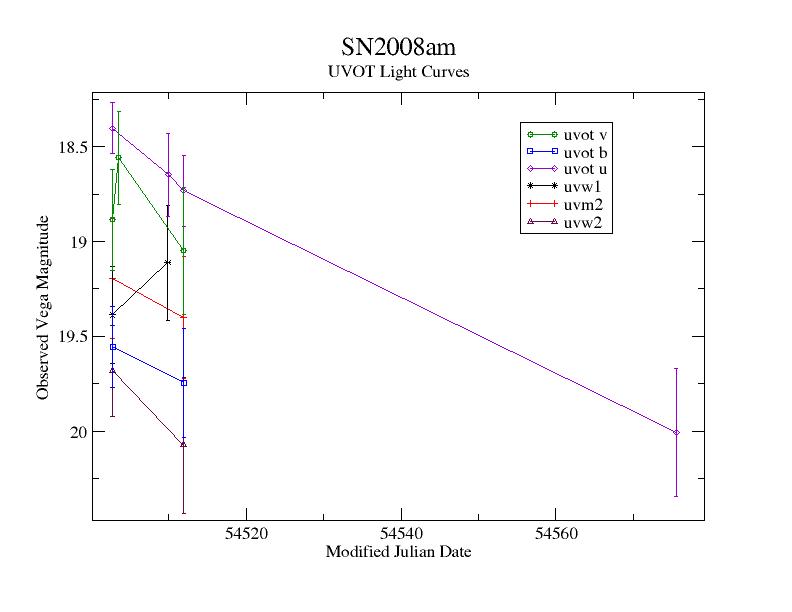 SN2008am
UVOT Light Curves
uvot v
uvot b
uvot u
uvw1
uvm2
uvw2
Observed Vega Magnitude
18.5
19
19.5
20
54520 54540 54560
Modified Julian Date